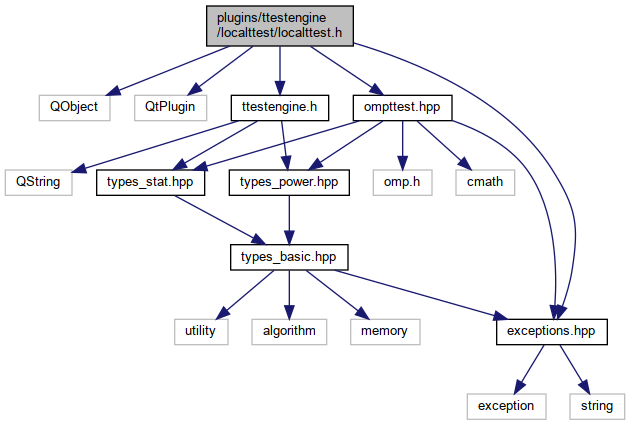 plugins/ttestengine
/localttest/localttest.h
QObject
QtPlugin
ttestengine.h
ompttest.hpp
QString
types_stat.hpp
types_power.hpp
omp.h
cmath
types_basic.hpp
utility
algorithm
memory
exceptions.hpp
exception
string